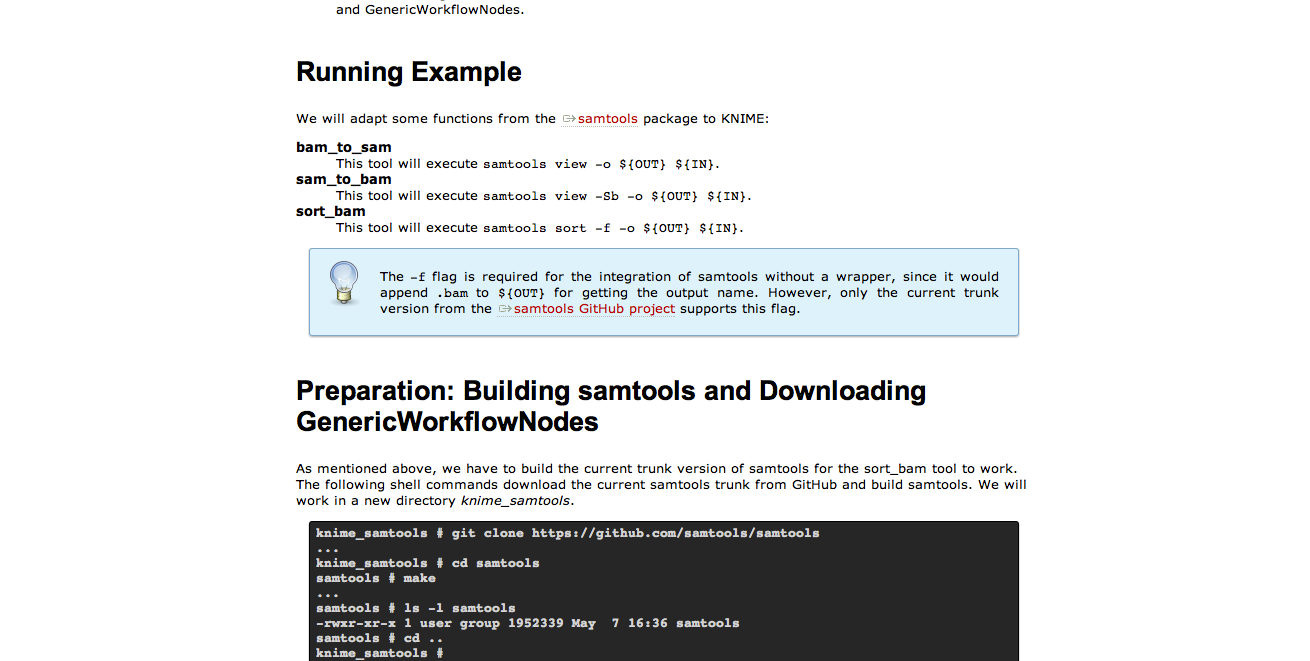 and GenericWorkflowNodes.
Running Example
We will adapt some functions from the samtools package to KNIME:
bam_to_sam
This tool will execute samtools view -o ${OUT} ${IN}.
sam_to_bam
This tool will execute samtools view -Sb -o ${OUT} ${IN}.
sort_bam
This tool will execute samtools sort -f -o ${OUT} ${IN}.
The -f flag is required for the integration of samtools without a wrapper, since it would
append .bam to ${OUT} for getting the output name. However, only the current trunk
version from the samtools GitHub project supports this flag.
Preparation: Building samtools and Downloading
GenericWorkflowNodes
As mentioned above, we have to build the current trunk version of samtools for the sort_bam tool to work.
The following shell commands download the current samtools trunk from GitHub and build samtools. We will
work in a new directory knime_samtools.
knime_samtools # git clone https://github.com/samtools/samtools
...
knime_samtools # cd samtools
samtools # make
...
samtools # ls -l samtools
-rwxr-xr-x 1 user group 1952339 May  7 16:36 samtools
samtools # cd ..
knime_samtools #